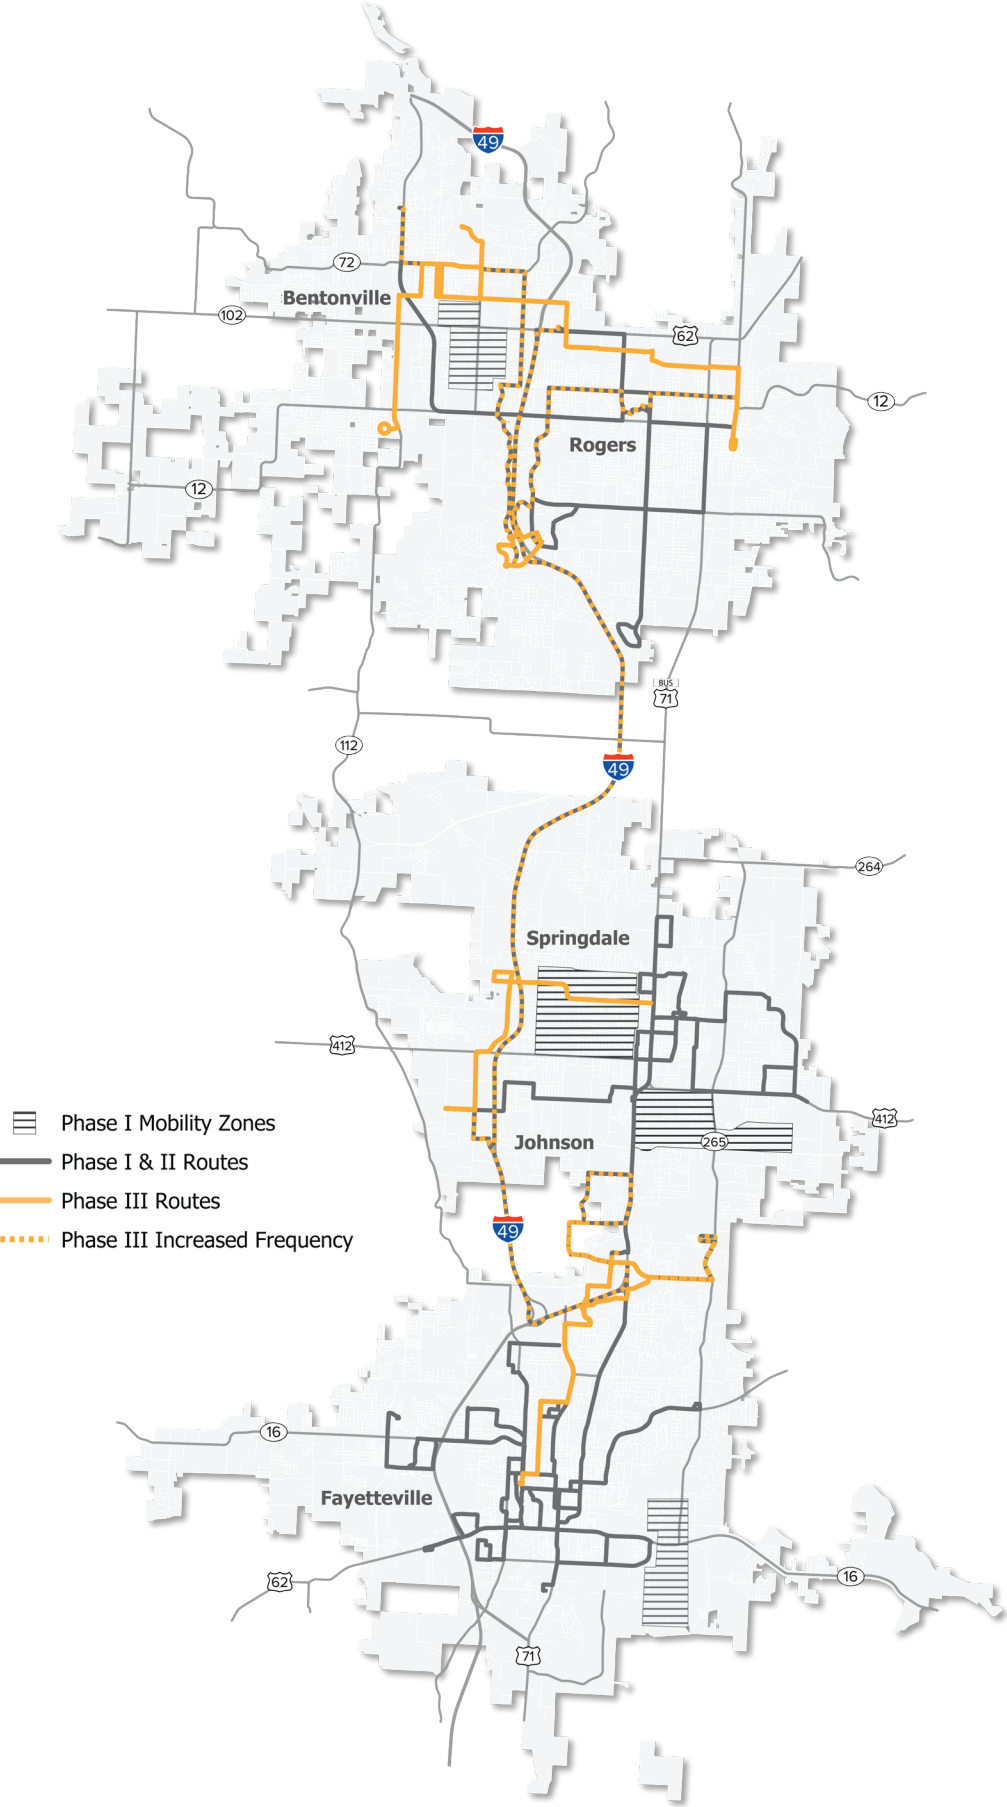 49
72
Bentonville
102
62
12
Rogers
12
BUS
71
112
49
264
Springdale
412
Phase I Mobility Zones
412
265
Johnson
Phase I & II Routes
Phase III Routes
49
Phase III Increased Frequency
16
Fayetteville
62
16
71